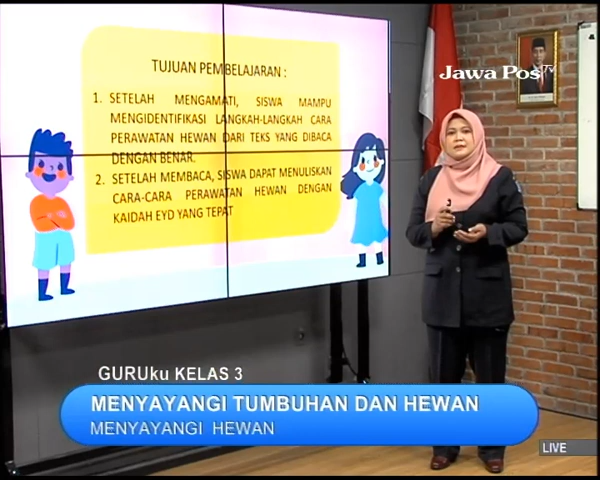 Jawa Pos TV
TUJUAN PEMBELAJARAN :
1. SETELAH MENGAMATI, SISWA MAMPU
MENGIDENTIFIKASI LANGKAH-LANGKAH CARA
PERAWATAN HEWAN DARI TEKS YANG DIBACA
DENGAN BENAR.
2. SETELAH MEMBACA, SISWA DAPAT MENULISKAN
CARA-CARA PERAWATAN HEWAN DENGAN
KAIDAH EYD YANG TEPAT
GURUku KELAS 3
MENYAYANGI TUMBUHAN DAN HEWAN
MENYAYANGI HEWAN
LIVE